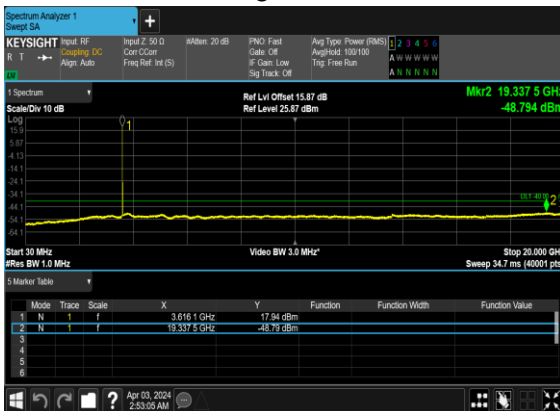 Spectrum Analyzer 1
Swept SA
KEYSIGHT Input: RF Input Z: 50 Ω #Atten: 20 dB PNO: Fast Avg Type: Power (RMS) 1 2 3 4 5 6
R T Coupling: DC Corr CCorr Gate: Off Avg|Hold: 100/100 A W W W W W
Align: Auto Freq Ref: Int (S) IF Gain: Low Trig: Free Run
Sig Track: Off A N N N N N
1 Spectrum Ref Lvl Offset 15.87 dB Mkr2 19.337 5 GHz
Scale/Div 10 dB Ref Level 25.87 dBm -48.794 dBm
Log
1
15.9
5.87
-4.13
-14.1
-24.1
-34.1
2
-44.1
-54.1
-64.1
Start 30 MHz Video BW 3.0 MHz* Stop 20.000 GH
#Res BW 1.0 MHz Sweep 34.7 ms (40001 pts
5 Marker Table
Mode Trace Scale X Y Function Function Width Function Value
1 N 1 f 3.616 1 GHz 17.94 dBm
2 N 1 f 19.337 5 GHz -48.79 dBm
3
4
5
6
? Apr 03, 2024
2:53:05 AM